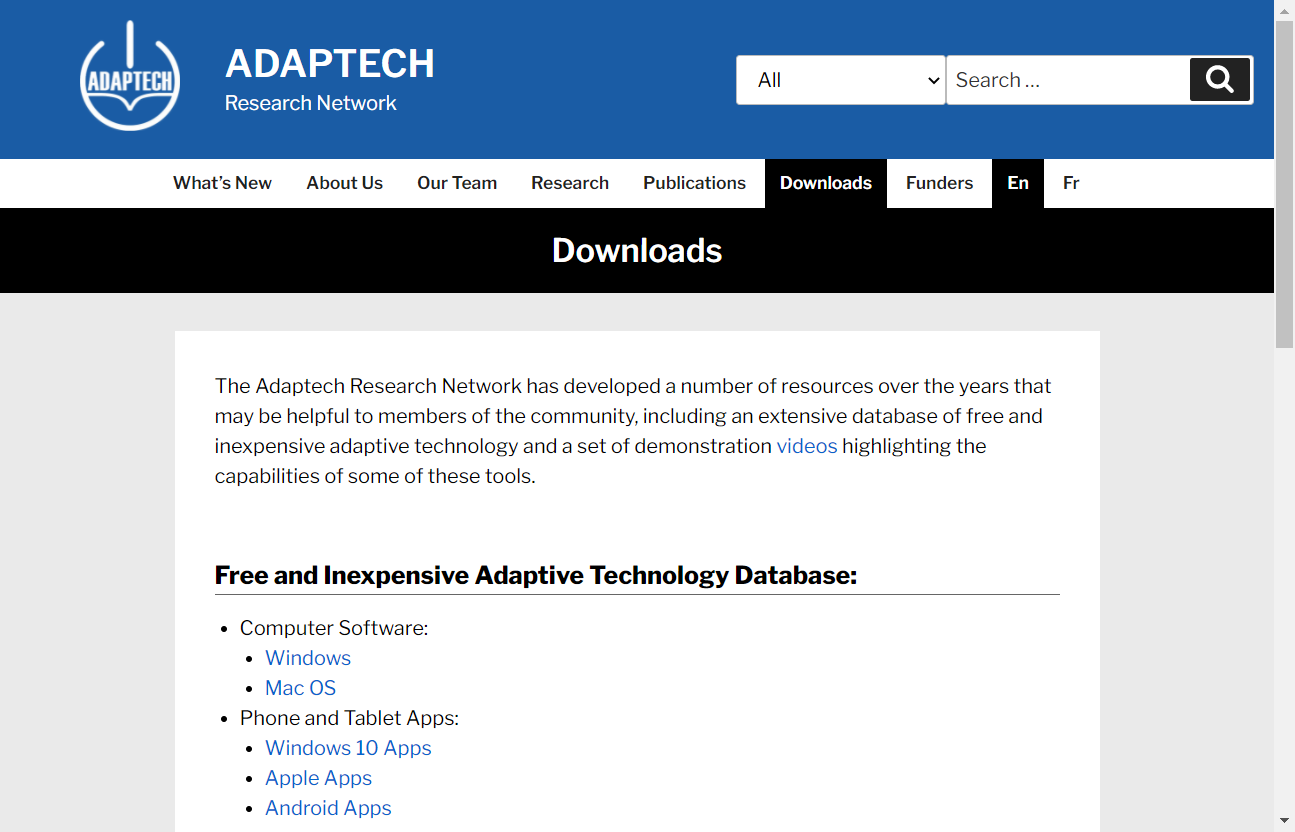 ADAPTECH
ADAPTECH
Research Network
All
Search …
What’s New
About Us
Our Team
Research
Publications
Downloads
Funders
En
Fr
Downloads
The Adaptech Research Network has developed a number of resources over the years that
may be helpful to members of the community, including an extensive database of free and
inexpensive adaptive technology and a set of demonstration videos highlighting the
capabilities of some of these tools.
Free and Inexpensive Adaptive Technology Database:
Computer Software:
Windows
Mac OS
Phone and Tablet Apps:
Windows 10 Apps
Apple Apps
Android Apps